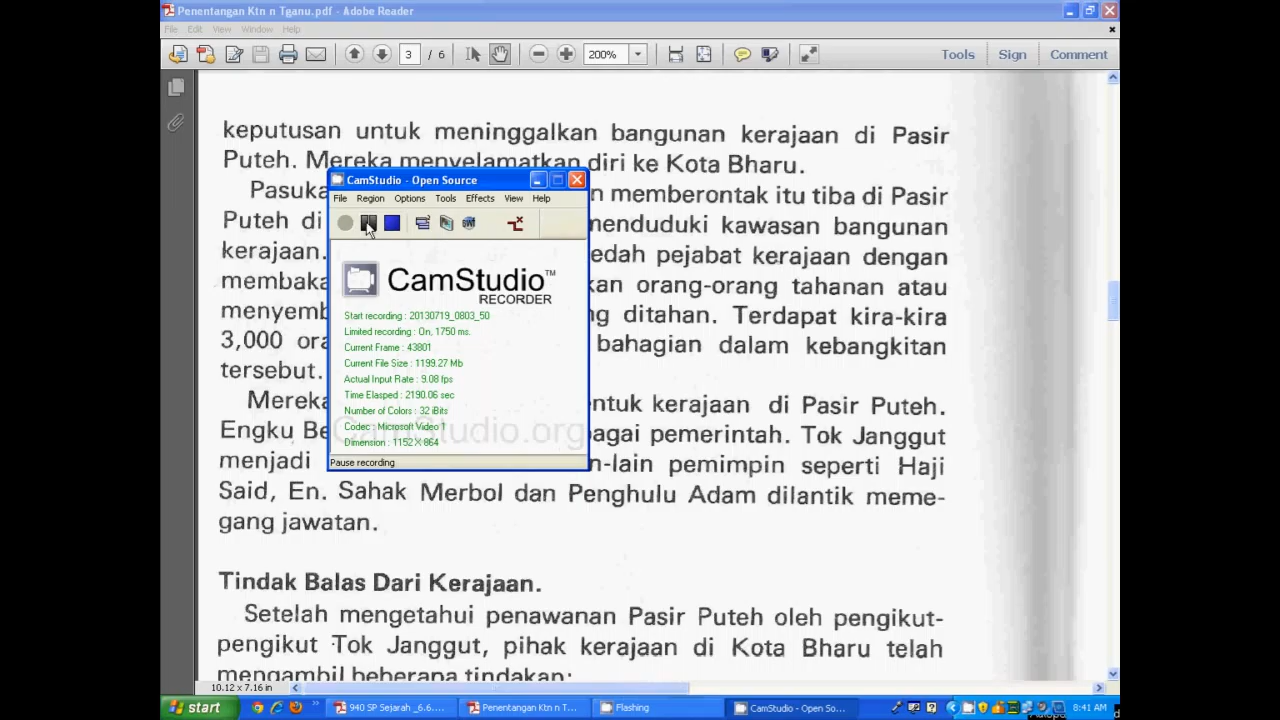 Penentangan Ktn n Tganu.pdf - Adobe Reader
File Edit View Window Help
3 / 6 200% Tools Sign Comment
keputusan untuk meninggalkan bangunan kerajaan di Pasir
Puteh. Mereka menyelamatkan diri ke Kota Bharu.
CamStudio - Open Source
File Region Options Tools Effects View Help
CamStudio™
RECORDER
Start recording : 20130719_0803_50
Limited recording : On, 1750 ms.
Current Frame : 43801
Current File Size : 1199.27 Mb
Actual Input Rate : 9.08 fps
Time Elasped : 2190.06 sec
Number of Colors : 32 iBits
Codec : Microsoft Video 1
Dimension : 1152 X 864
CamStudio.org
Pause recording
Pasuka n memberontak itu tiba di Pasir
Puteh di menduduki kawasan bangunan
kerajaan. edah pejabat kerajaan dengan
membaka kan orang-orang tahanan atau
menyemb ng ditahan. Terdapat kira-kira
3,000 ora bahagian dalam kebangkitan
tersebut.
Mereka entuk kerajaan di Pasir Puteh.
Engku Be bagai pemerintah. Tok Janggut
menjadi n-lain pemimpin seperti Haji
Said, En. Sahak Merbol dan Penghulu Adam dilantik meme-
gang jawatan.
Tindak Balas Dari Kerajaan.
Setelah mengetahui penawanan Pasir Puteh oleh pengikut-
pengikut Tok Janggut, pihak kerajaan di Kota Bharu telah
mengambil beberapa tindakan:
10.12 x 7.16 in
start 940 SP Sejarah _6.6.... Penentangan Ktn n T... Flashing CamStudio - Open So... 8:41 AM